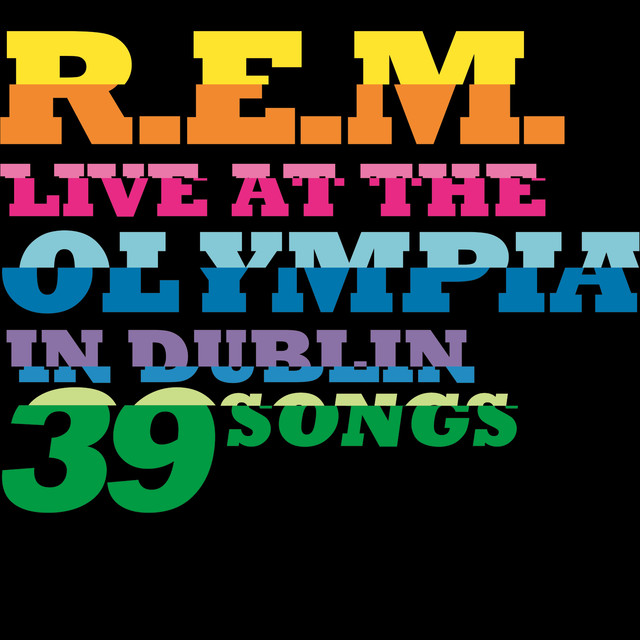 R.E.M.
LIVE AT THE
OLYMPIA
IN DUBLIN
39 SONGS